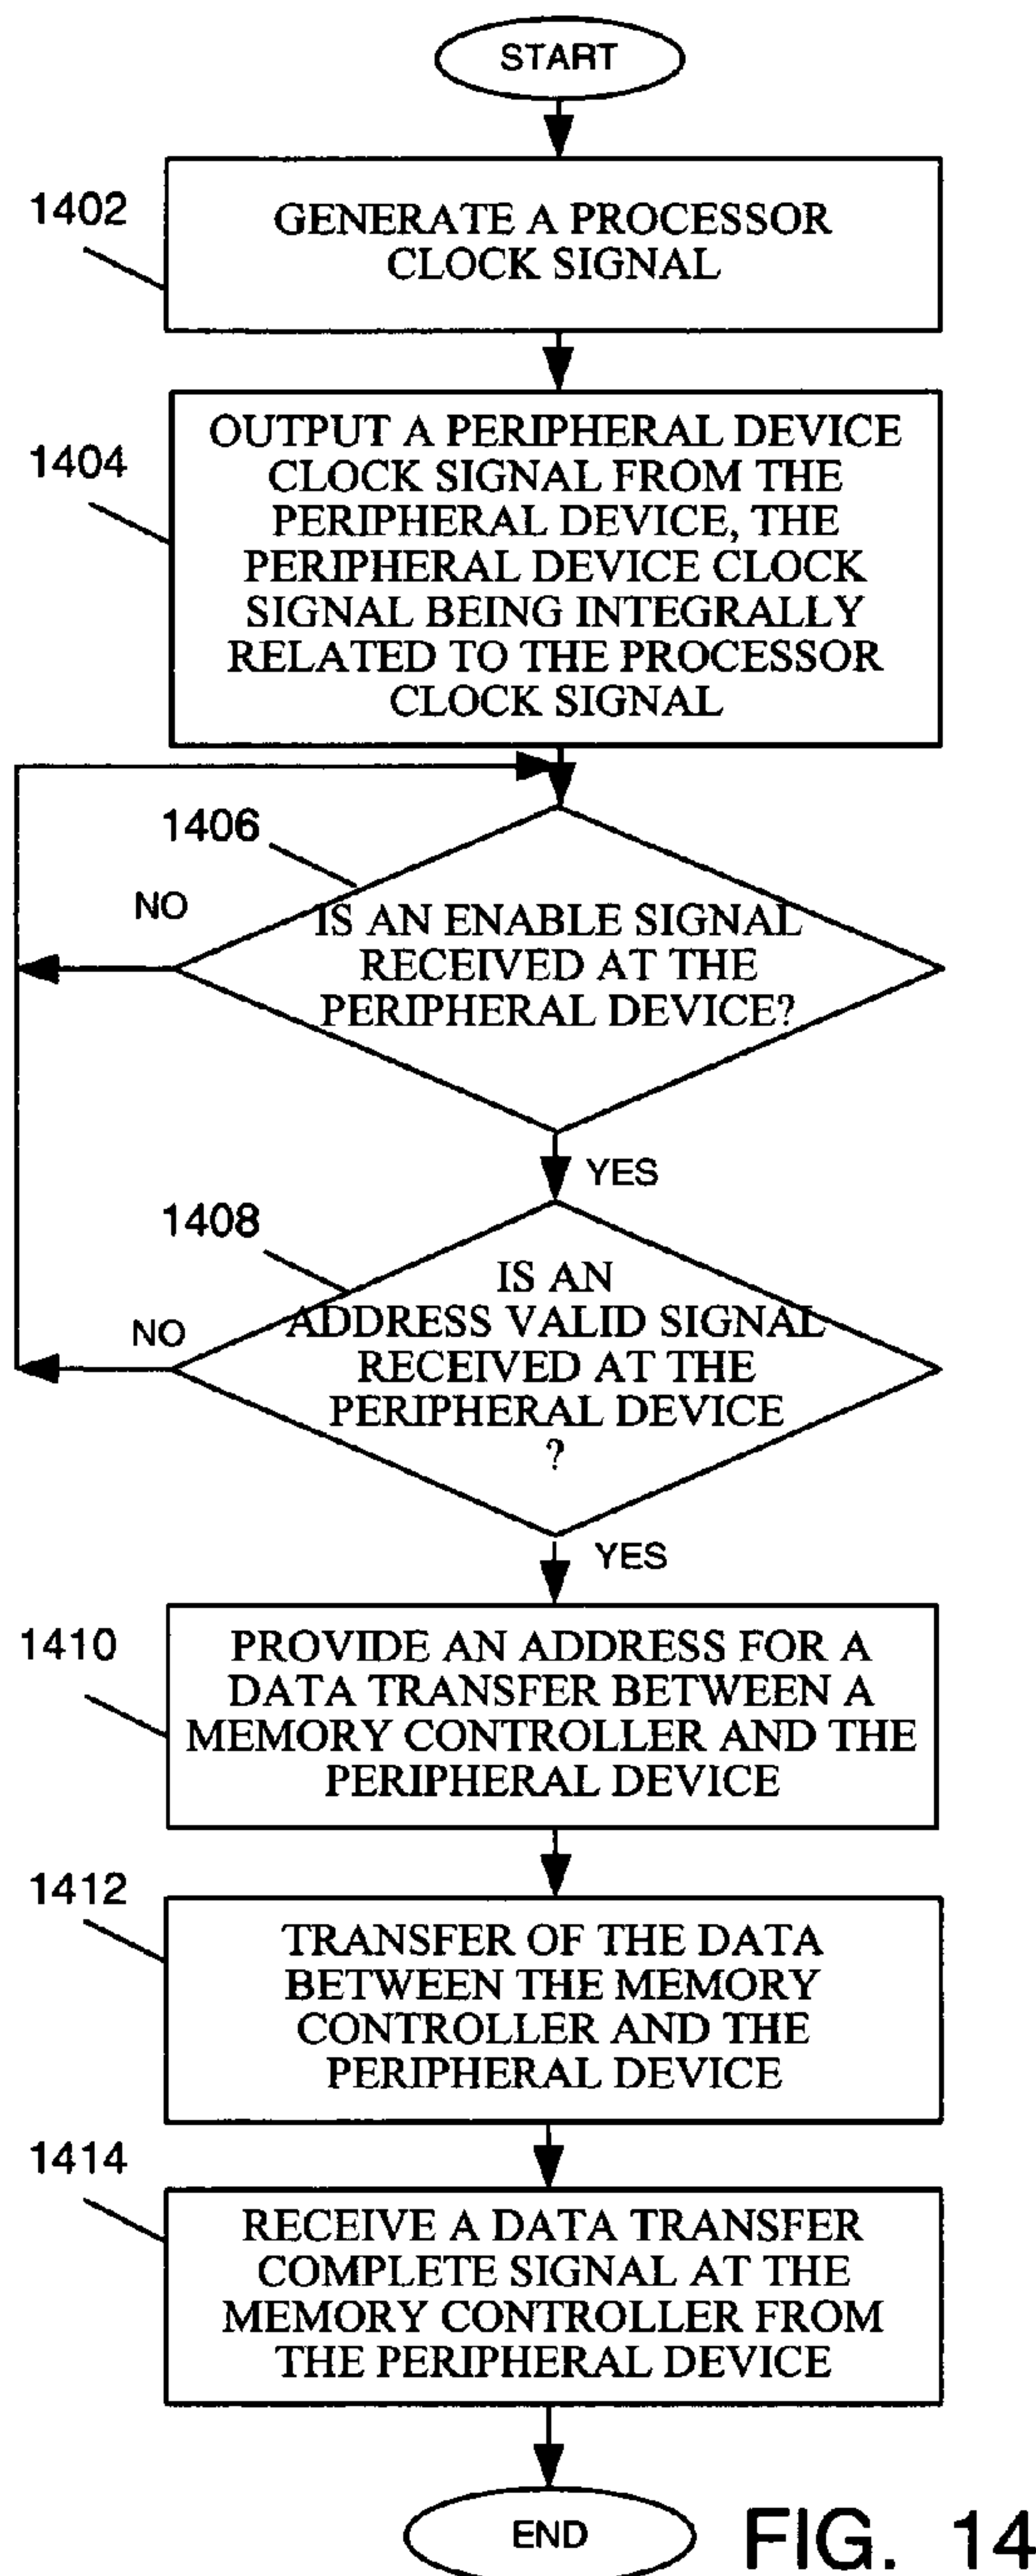 START
1402
GENERATE A PROCESSOR
CLOCK SIGNAL
1404
OUTPUT A PERIPHERAL DEVICE
CLOCK SIGNAL FROM THE
PERIPHERAL DEVICE, THE
PERIPHERAL DEVICE CLOCK
SIGNAL BEING INTEGRALLY
RELATED TO THE PROCESSOR
CLOCK SIGNAL
1406
NO
IS AN ENABLE SIGNAL
RECEIVED AT THE
PERIPHERAL DEVICE?
YES
1408
NO
IS AN
ADDRESS VALID SIGNAL
RECEIVED AT THE
PERIPHERAL DEVICE
?
YES
1410
PROVIDE AN ADDRESS FOR A
DATA TRANSFER BETWEEN A
MEMORY CONTROLLER AND THE
PERIPHERAL DEVICE
1412
TRANSFER OF THE DATA
BETWEEN THE MEMORY
CONTROLLER AND THE
PERIPHERAL DEVICE
1414
RECEIVE A DATA TRANSFER
COMPLETE SIGNAL AT THE
MEMORY CONTROLLER FROM
THE PERIPHERAL DEVICE
END
FIG. 14